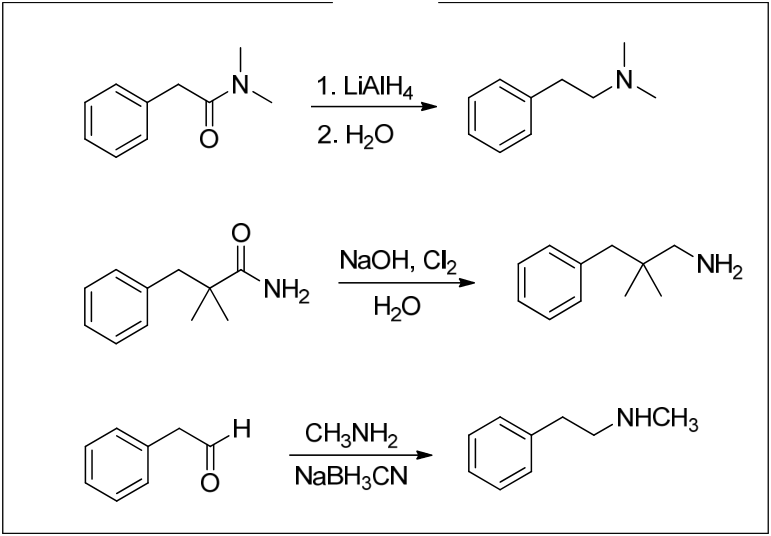 N
O
1. LiAlH4
2. H2O
N
O
NH2
NaOH, Cl2
H2O
NH2
H
O
CH3NH2
NaBH3CN
NHCH3